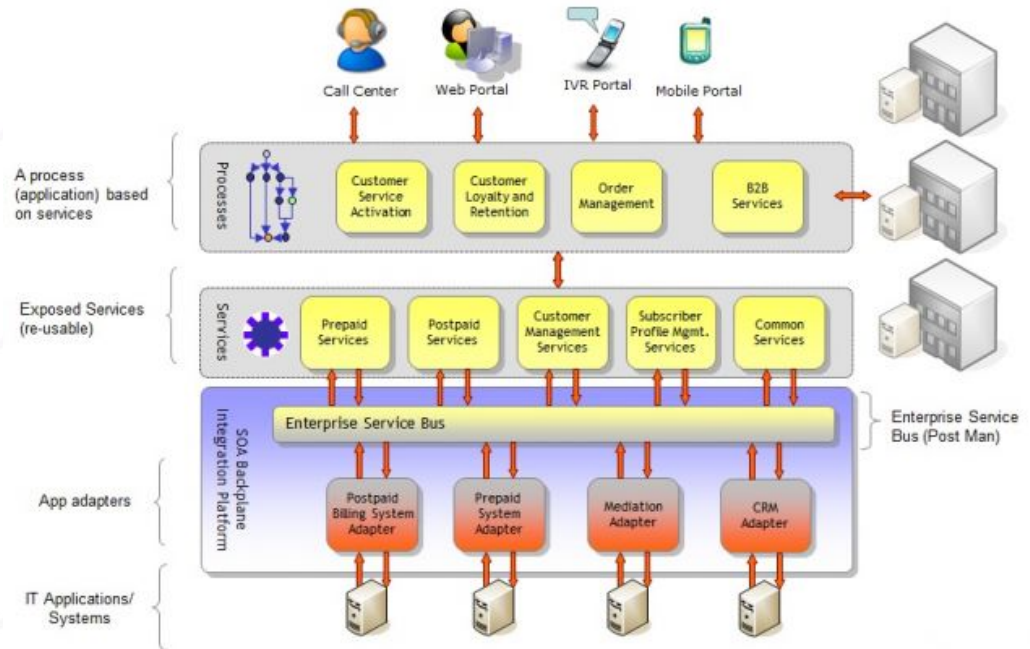 Call Center
Web Portal
IVR Portal
Mobile Portal
A process
(application) based
on services
Processes
Customer
Service
Activation
Customer
Loyalty and
Retention
Order
Management
B2B
Services
Exposed Services
(re-usable)
Services
Prepaid
Services
Postpaid
Services
Customer
Management
Services
Subscriber
Profile Mgmt.
Services
Common
Services
SOA Backplane
Integration Platform
Enterprise Service Bus
Enterprise Service
Bus (Post Man)
App adapters
Postpaid
Billing System
Adapter
Prepaid
System
Adapter
Mediation
Adapter
CRM
Adapter
IT Applications/
Systems